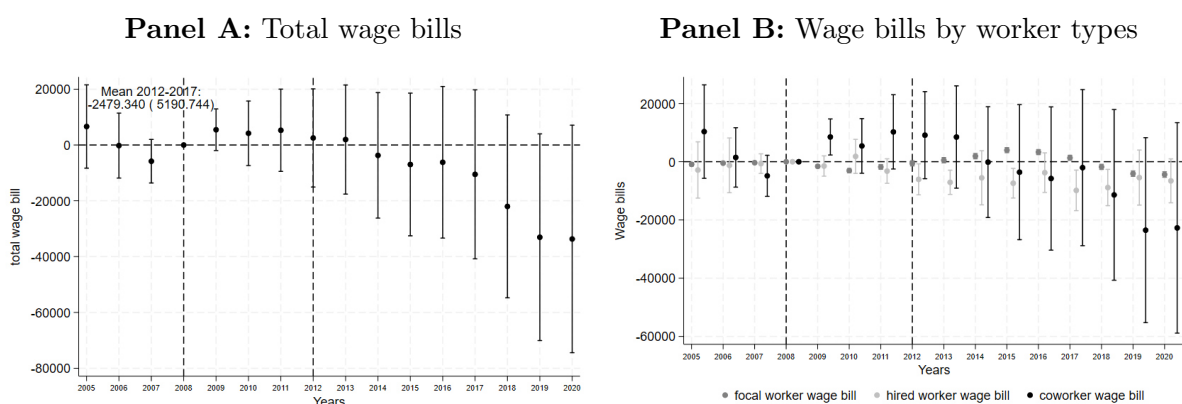 Panel A: Total wage bills
Mean 2012-2017:
-2479.340 ( 5190.744)
total wage bill
20000
0
-20000
-40000
-60000
-80000
2005 2006 2007 2008 2009 2010 2011 2012 2013 2014 2015 2016 2017 2018 2019 2020
Years
Panel B: Wage bills by worker types
Wage bills
20000
0
-20000
-40000
-60000
2005 2006 2007 2008 2009 2010 2011 2012 2013 2014 2015 2016 2017 2018 2019 2020
Years
focal worker wage bill hired worker wage bill coworker wage bill